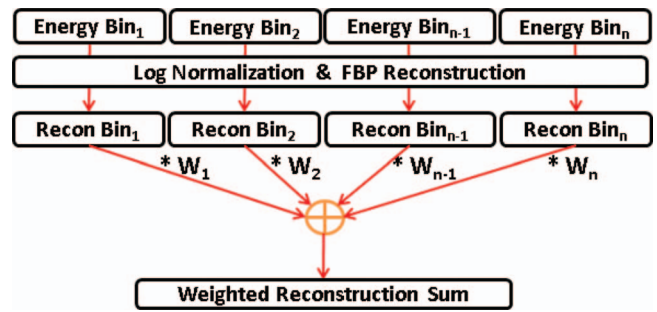 Energy Bin₁ Energy Bin₂ Energy Binₙ₋₁ Energy Binₙ
Log Normalization & FBP Reconstruction
Recon Bin₁ Recon Bin₂ Recon Binₙ₋₁ Recon Binₙ
* W₁ * W₂ * Wₙ₋₁ * Wₙ
Weighted Reconstruction Sum